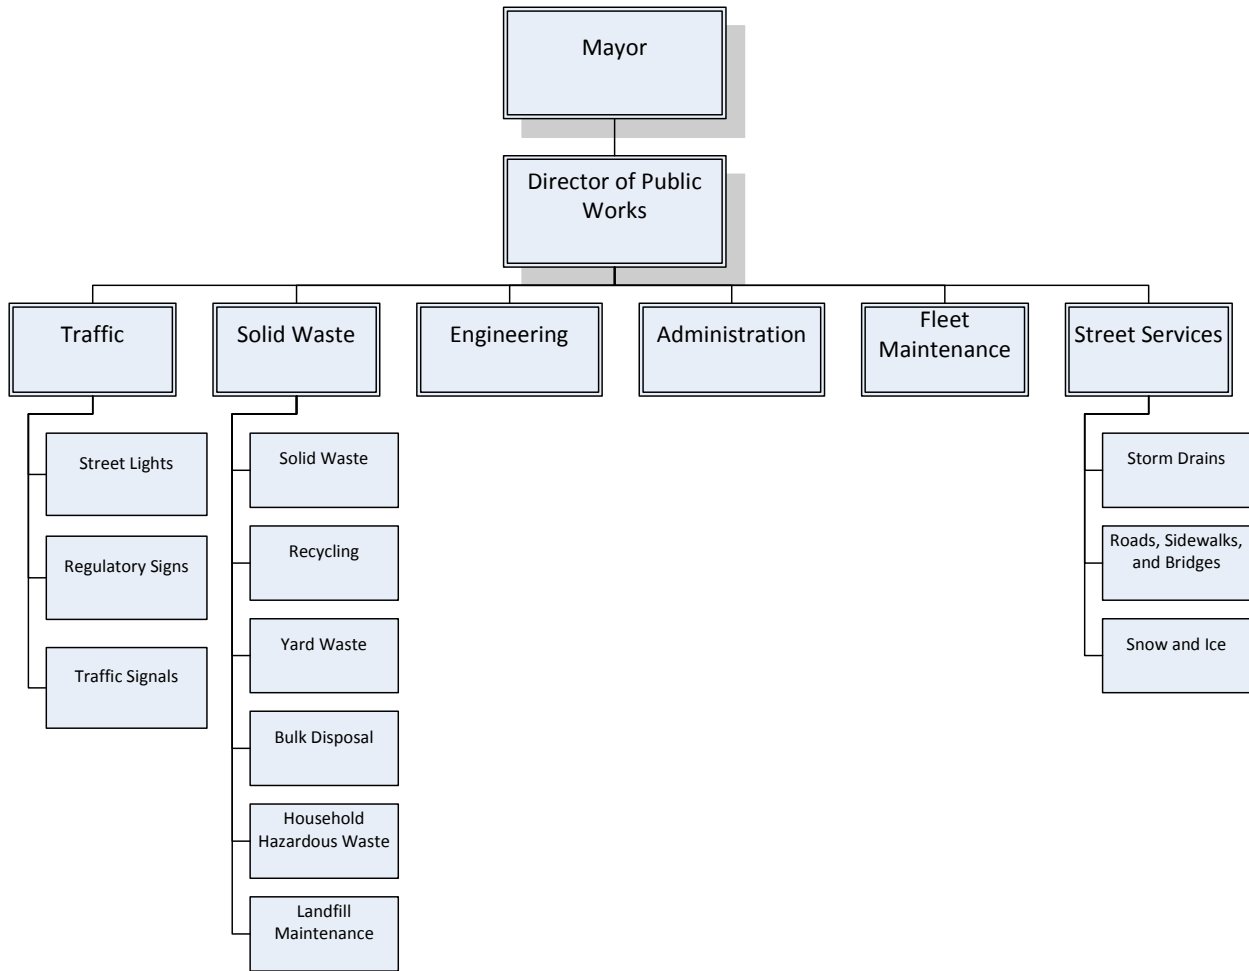 Mayor
Director of Public
Works
Traffic
Solid Waste
Engineering
Administration
Fleet
Maintenance
Street Services
Street Lights
Regulatory Signs
Traffic Signals
Solid Waste
Recycling
Yard Waste
Bulk Disposal
Household
Hazardous Waste
Landfill
Maintenance
Storm Drains
Roads, Sidewalks,
and Bridges
Snow and Ice